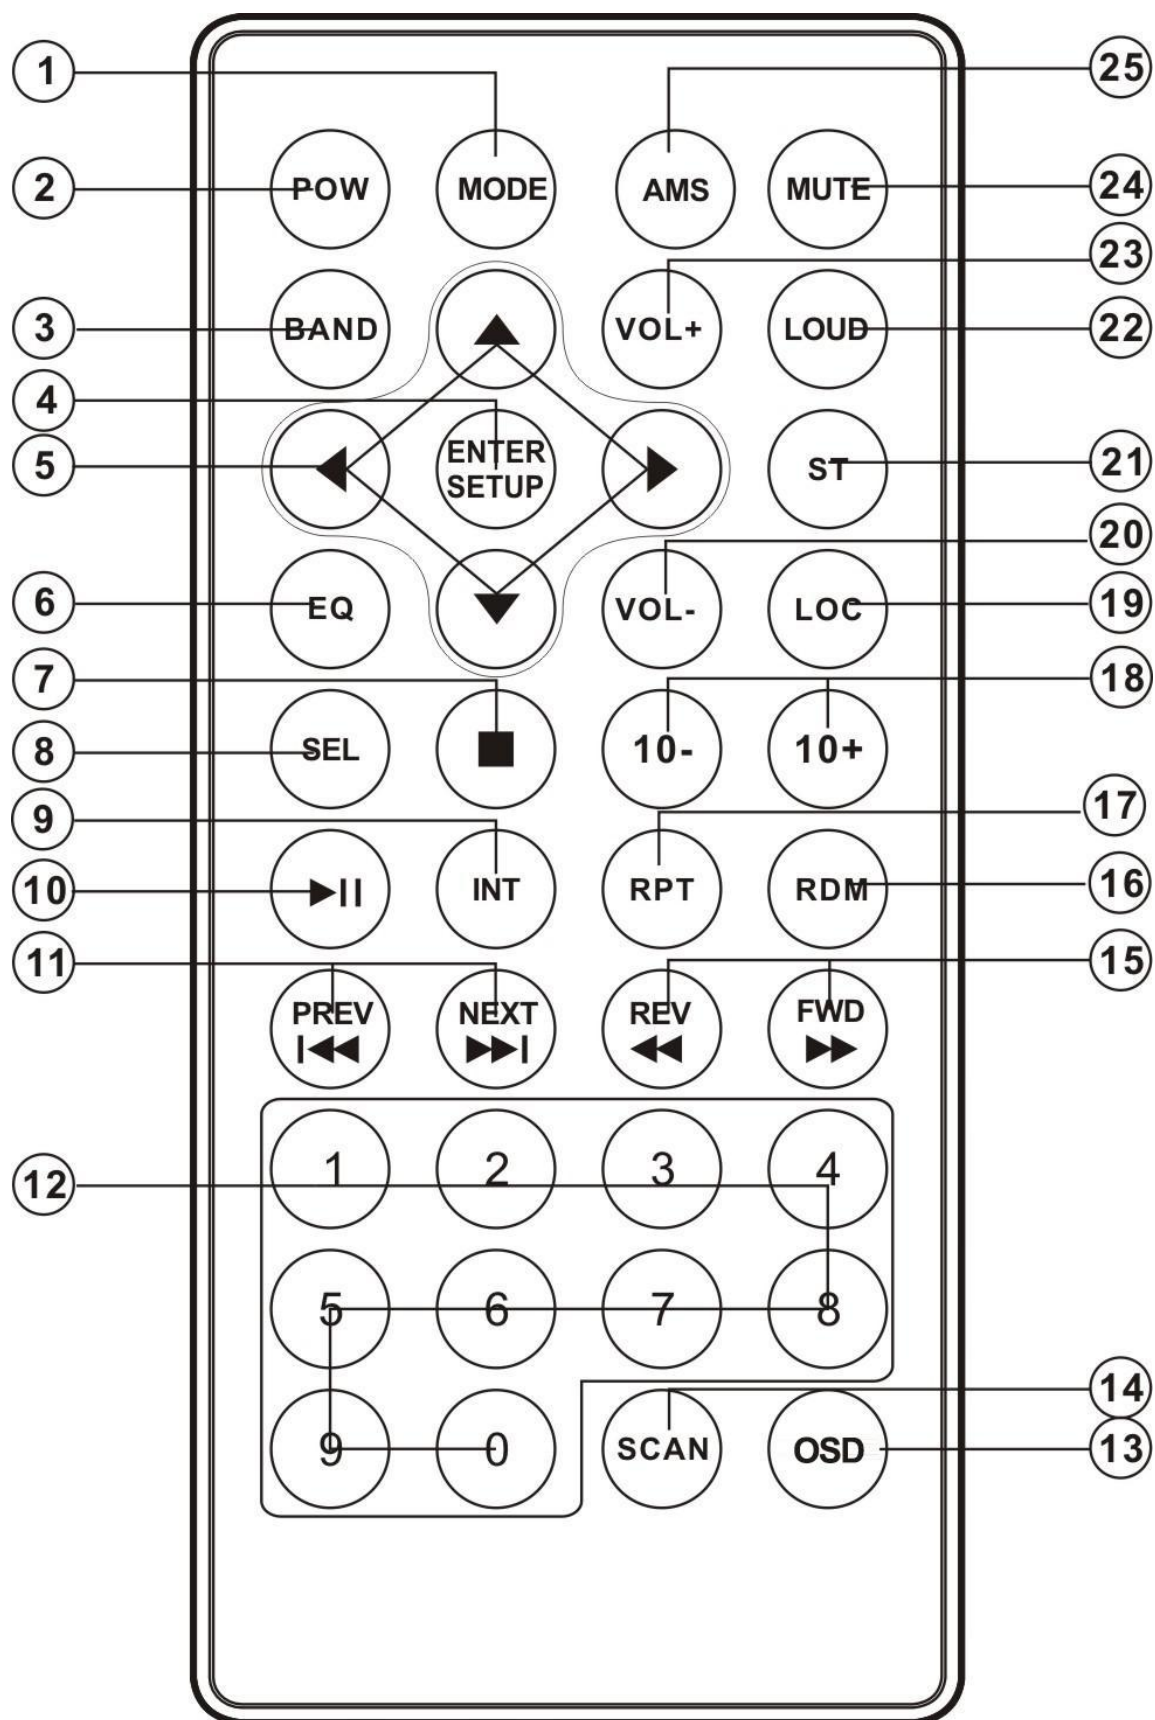 1
25
2
POW
MODE
AMS
MUTE
24
23
3
BAND
VOL+
LOUD
22
4
5
ENTER
SETUP
ST
21
20
6
EQ
VOL-
LOC
19
7
18
8
SEL
10-
10+
9
17
10
INT
RPT
RDM
16
11
15
PREV
NEXT
REV
FWD
12
1
2
3
4
5
6
7
8
14
9
0
SCAN
OSD
13